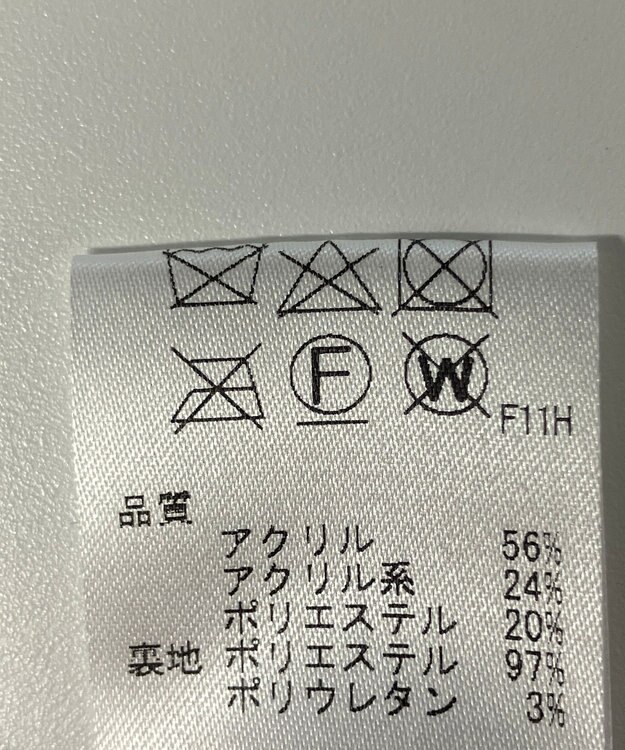 F W F11H
品質
アクリル 56%
アクリル系 24%
ポリエステル 20%
裏地 ポリエステル 97%
ポリウレタン 3%